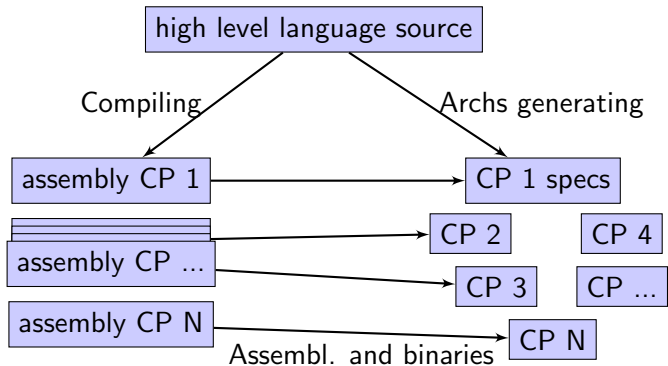 high level language source
Compiling
Archs generating
assembly CP 1
CP 1 specs
CP 2
CP 4
assembly CP ...
CP 3
CP ...
assembly CP N
CP N
Assembl. and binaries